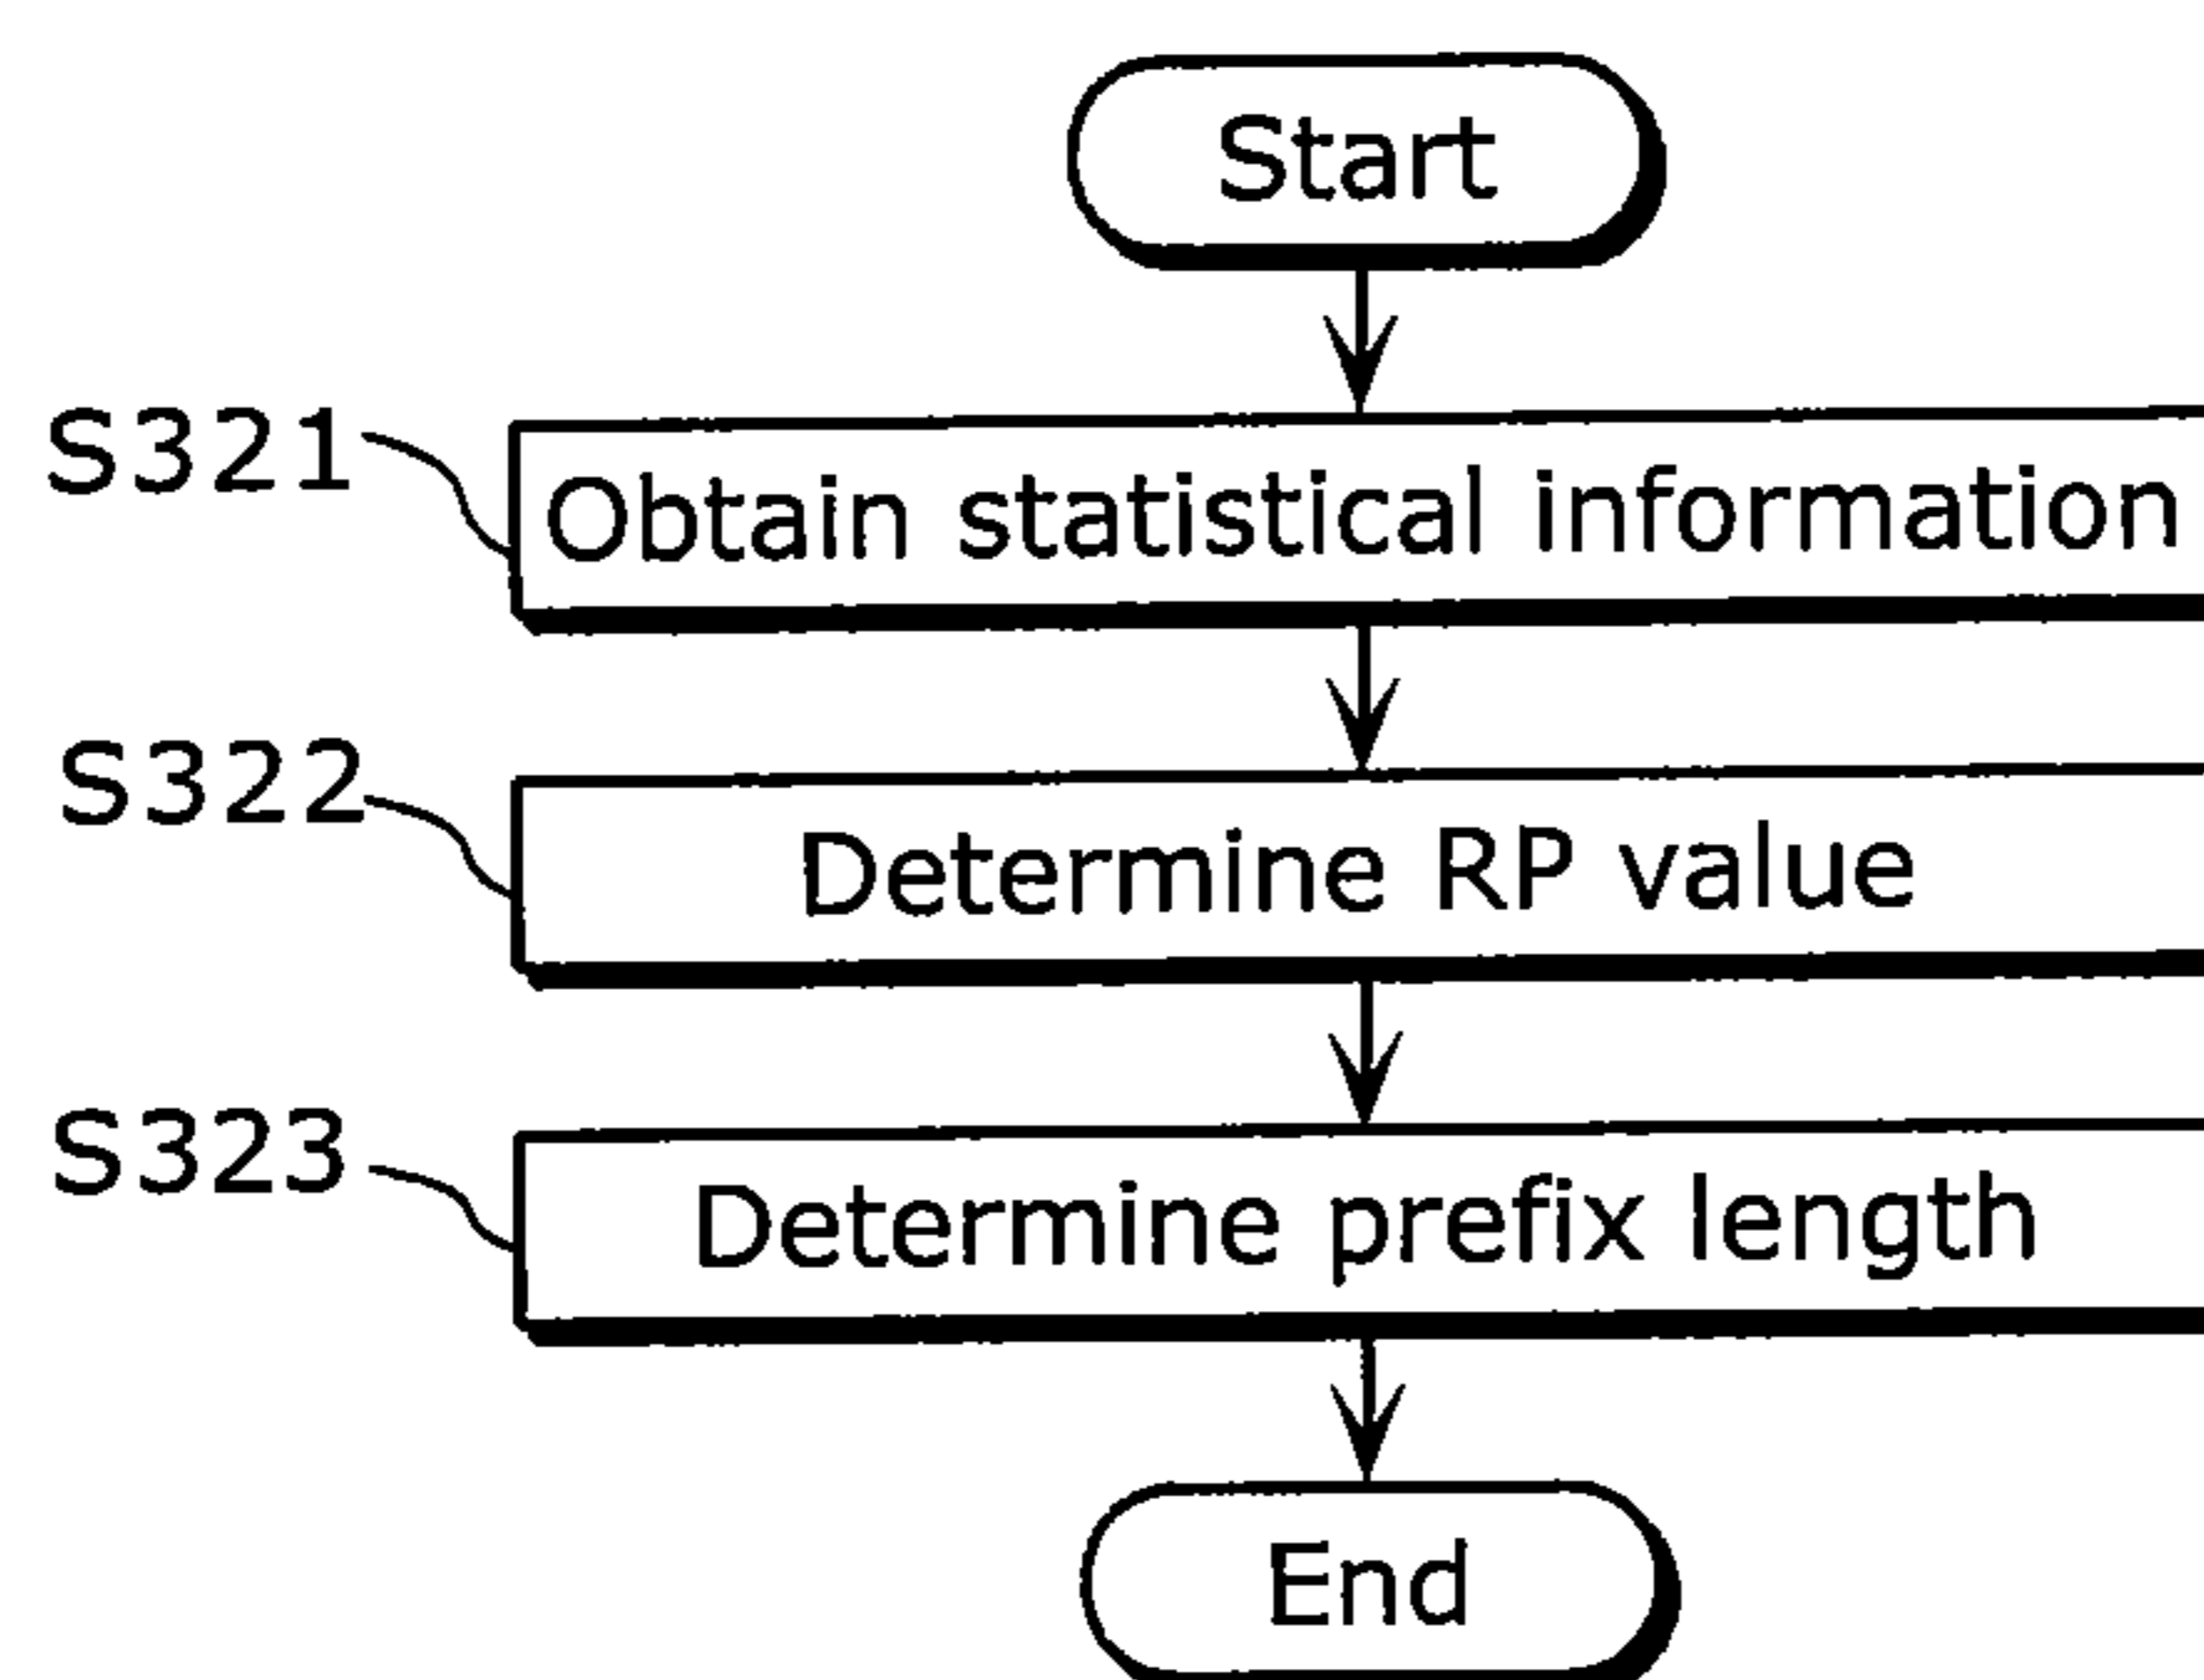 Start
S321
Obtain statistical information
S322
Determine RP value
S323
Determine prefix length
End